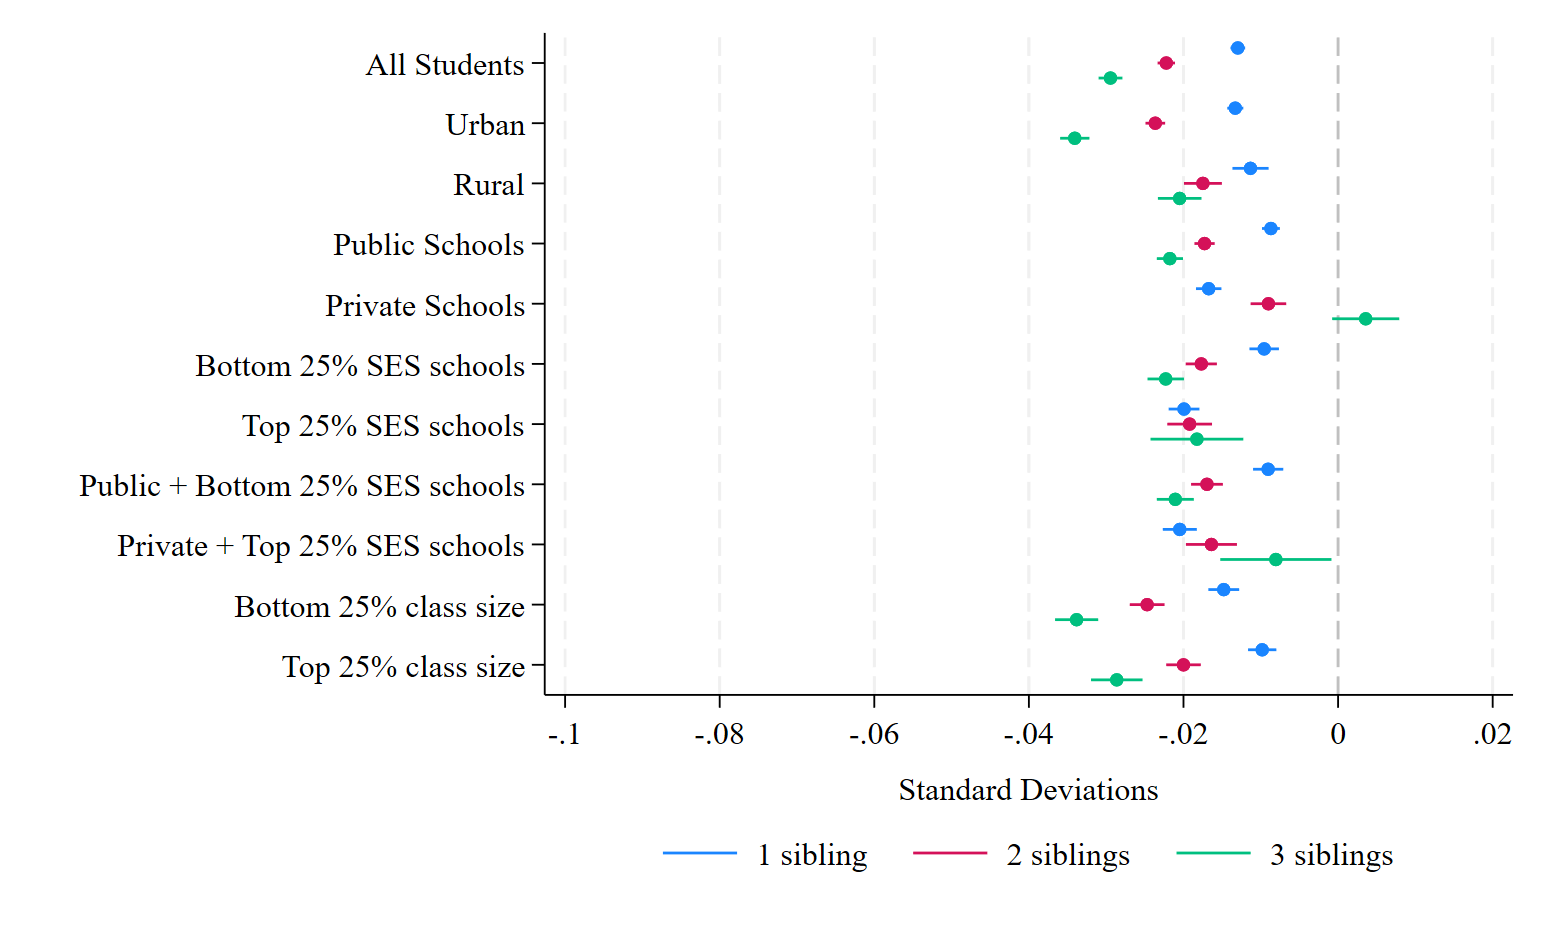 All Students
Urban
Rural
Public Schools
Private Schools
Bottom 25% SES schools
Top 25% SES schools
Public + Bottom 25% SES schools
Private + Top 25% SES schools
Bottom 25% class size
Top 25% class size
-.1 -.08 -.06 -.04 -.02 0 .02
Standard Deviations
1 sibling 2 siblings 3 siblings